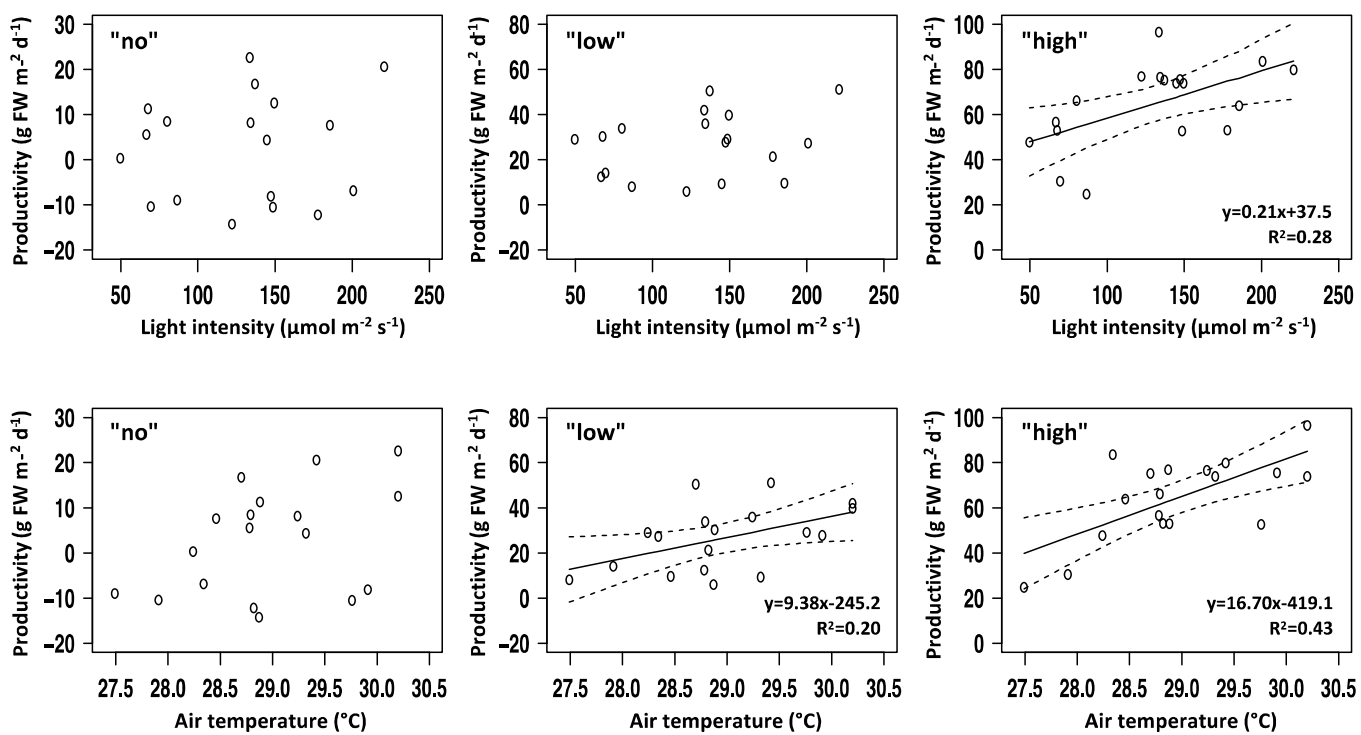 "no"
Productivity (g FW m-² d⁻¹)
30
20
10
0
−10
−20
50 100 150 200 250
Light intensity (µmol m⁻² s⁻¹)
"low"
Productivity (g FW m-² d⁻¹)
80
60
40
20
0
−20
50 100 150 200 250
Light intensity (µmol m⁻² s⁻¹)
"high"
Productivity (g FW m-² d⁻¹)
100
80
60
40
20
0
y=0.21x+37.5
R²=0.28
50 100 150 200 250
Light intensity (µmol m⁻² s⁻¹)
"no"
Productivity (g FW m-² d⁻¹)
30
20
10
0
−10
−20
27.5 28.0 28.5 29.0 29.5 30.0 30.5
Air temperature (°C)
"low"
Productivity (g FW m-² d⁻¹)
80
60
40
20
0
−20
y=9.38x-245.2
R²=0.20
27.5 28.0 28.5 29.0 29.5 30.0 30.5
Air temperature (°C)
"high"
Productivity (g FW m-² d⁻¹)
100
80
60
40
20
0
y=16.70x-419.1
R²=0.43
27.5 28.0 28.5 29.0 29.5 30.0 30.5
Air temperature (°C)